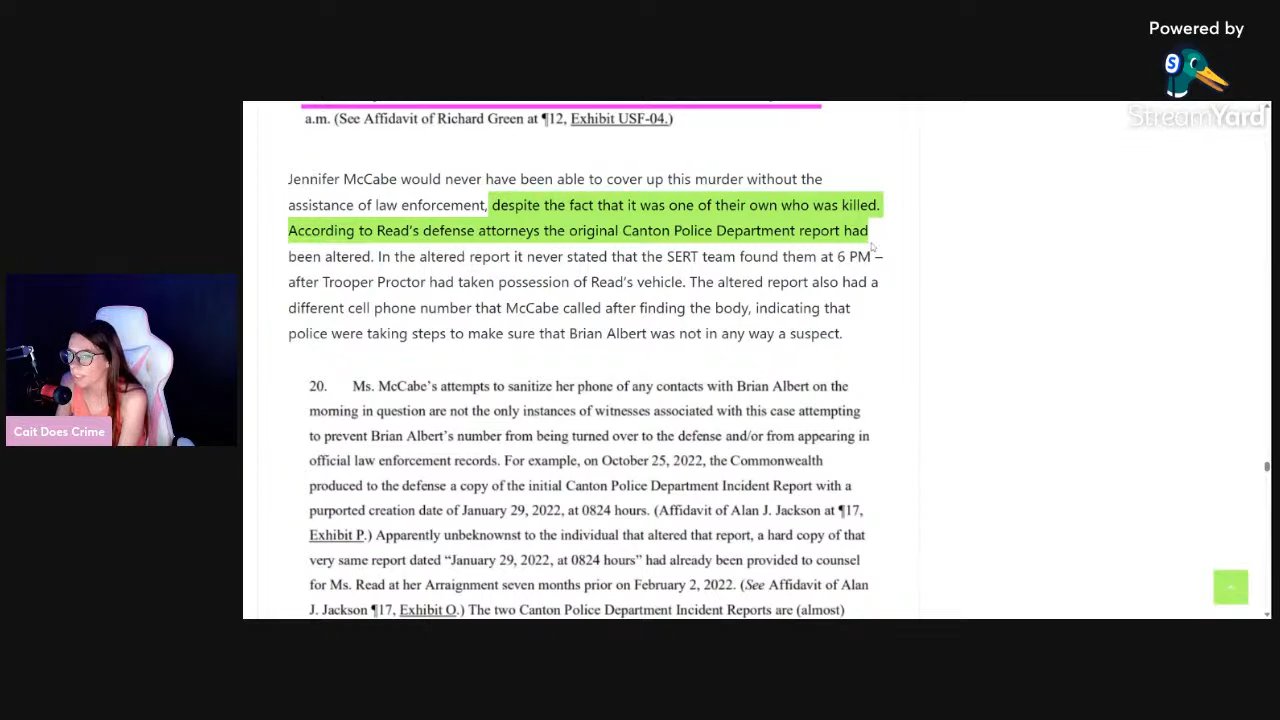 Powered by
S
StreamYard
a.m. (See Affidavit of Richard Green at ¶12, Exhibit USF-04.)
Jennifer McCabe would never have been able to cover up this murder without the
assistance of law enforcement, despite the fact that it was one of their own who was killed.
According to Read's defense attorneys the original Canton Police Department report had
been altered. In the altered report it never stated that the SERT team found them at 6 PM –
after Trooper Proctor had taken possession of Read's vehicle. The altered report also had a
different cell phone number that McCabe called after finding the body, indicating that
police were taking steps to make sure that Brian Albert was not in any way a suspect.
20. Ms. McCabe's attempts to sanitize her phone of any contacts with Brian Albert on the
morning in question are not the only instances of witnesses associated with this case attempting
to prevent Brian Albert's number from being turned over to the defense and/or from appearing in
official law enforcement records. For example, on October 25, 2022, the Commonwealth
produced to the defense a copy of the initial Canton Police Department Incident Report with a
purported creation date of January 29, 2022, at 0824 hours. (Affidavit of Alan J. Jackson at ¶17,
Exhibit P.) Apparently unbeknownst to the individual that altered that report, a hard copy of that
very same report dated “January 29, 2022, at 0824 hours” had already been provided to counsel
for Ms. Read at her Arraignment seven months prior on February 2, 2022. (See Affidavit of Alan
J. Jackson ¶17, Exhibit O.) The two Canton Police Department Incident Reports are (almost)
Cait Does Crime